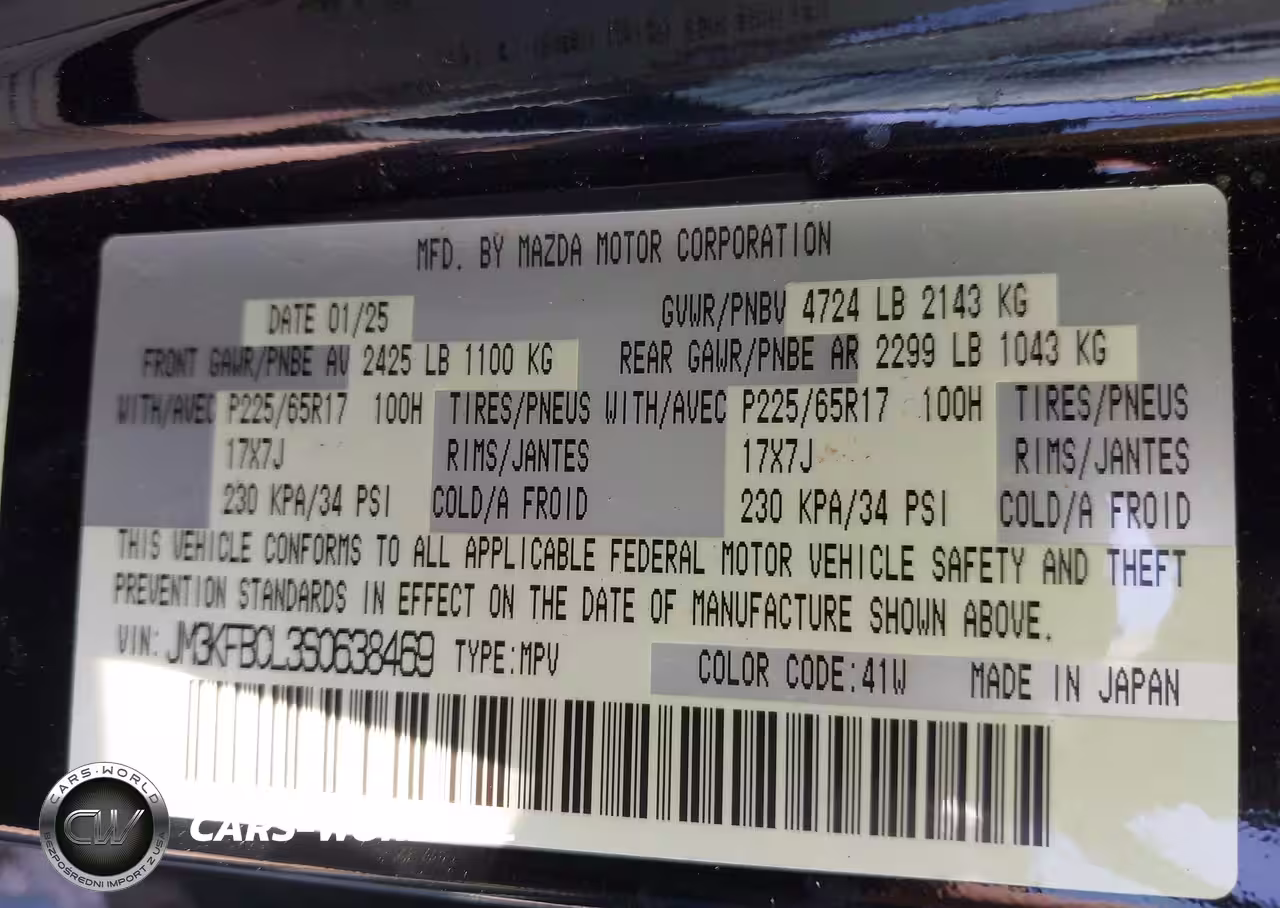 MFD. BY MAZDA MOTOR CORPORATION
DATE 01/25 GVWR/PNBV 4724 LB 2143 KG
FRONT GAWR/PNBE AV 2425 LB 1100 KG REAR GAWR/PNBE AR 2299 LB 1043 KG
WITH/AVEC P225/65R17 100H TIRES/PNEUS WITH/AVEC P225/65R17 100H TIRES/PNEUS
17X7J RIMS/JANTES 17X7J RIMS/JANTES
230 KPA/34 PSI COLD/A FROID 230 KPA/34 PSI COLD/A FROID
THIS VEHICLE CONFORMS TO ALL APPLICABLE FEDERAL MOTOR VEHICLE SAFETY AND THEFT
PREVENTION STANDARDS IN EFFECT ON THE DATE OF MANUFACTURE SHOWN ABOVE.
VIN: JM3KFBCL3S0638469 TYPE:MPV COLOR CODE:41W MADE IN JAPAN
CARS-WORLD
CW
BEZPOŚREDNI IMPORT Z USA